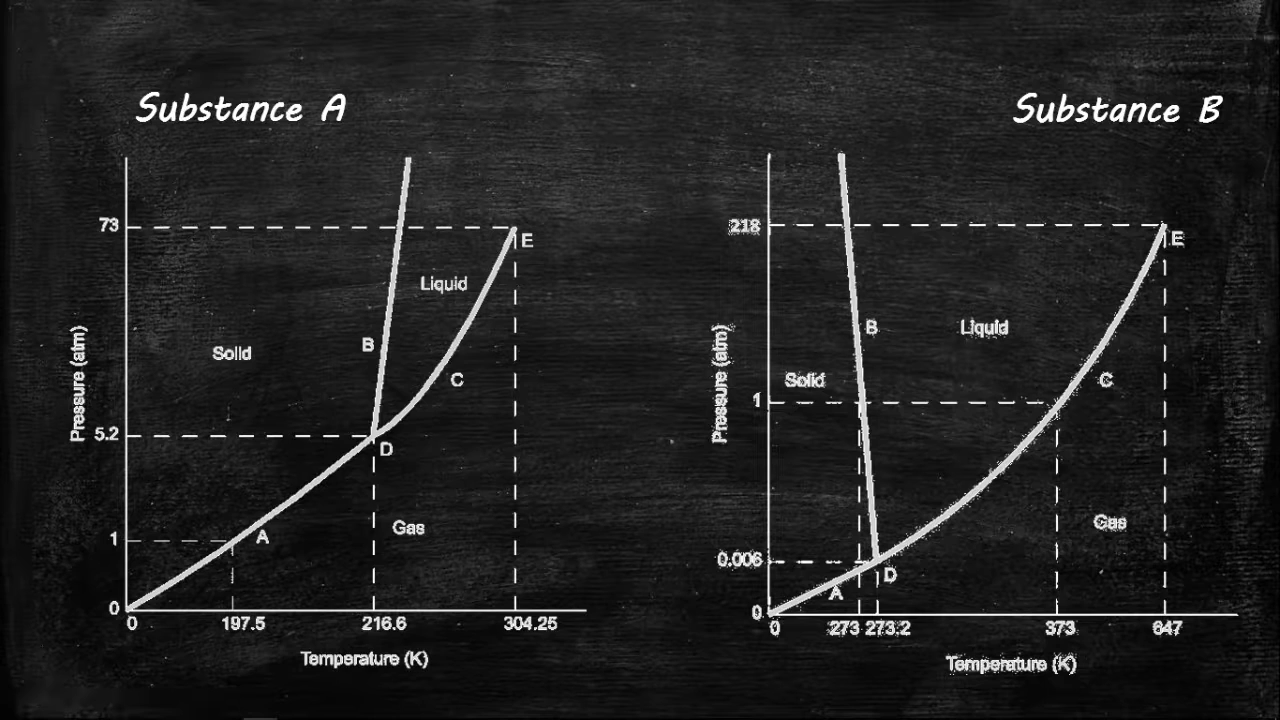 Substance A
73
5.2
1
0
Pressure (atm)
Solid
Liquid
Gas
A
B
C
D
E
0
197.5
216.6
304.25
Temperature (K)
Substance B
218
1
0.006
0
Pressure (atm)
Solid
Liquid
Gas
A
B
C
D
E
0
273
273.2
373
647
Temperature (K)